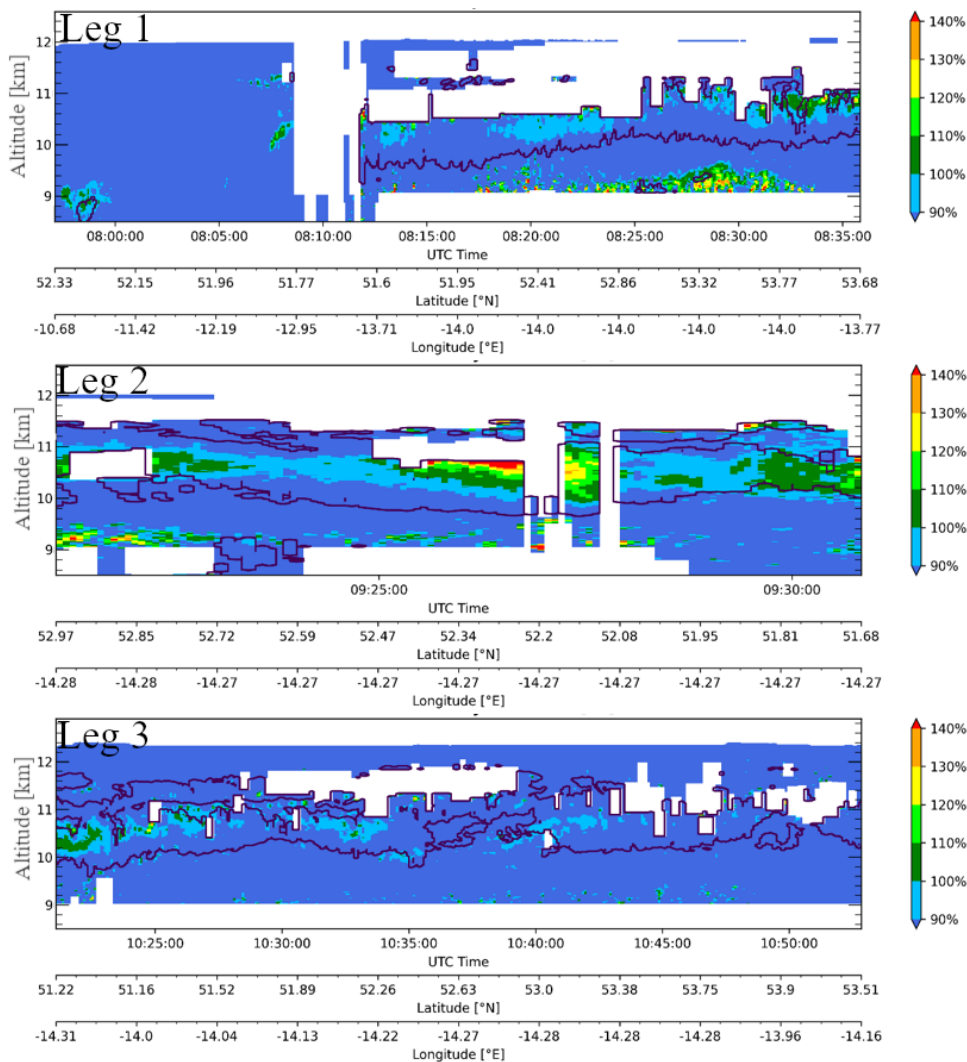 Leg 1
Altitude [km]
12
11
10
9
08:00:00 08:05:00 08:10:00 08:15:00 08:20:00 08:25:00 08:30:00 08:35:00
UTC Time
52.33 52.15 51.96 51.77 51.6 51.95 52.41 52.86 53.32 53.77 53.68
Latitude [°N]
-10.68 -11.42 -12.19 -12.95 -13.71 -14.0 -14.0 -14.0 -14.0 -14.0 -13.77
Longitude [°E]
140%
130%
120%
110%
100%
90%
Leg 2
Altitude [km]
12
11
10
9
09:25:00 09:30:00
UTC Time
52.97 52.85 52.72 52.59 52.47 52.34 52.2 52.08 51.95 51.81 51.68
Latitude [°N]
-14.28 -14.28 -14.27 -14.27 -14.27 -14.27 -14.27 -14.27 -14.27 -14.27 -14.27
Longitude [°E]
140%
130%
120%
110%
100%
90%
Leg 3
Altitude [km]
12
11
10
9
10:25:00 10:30:00 10:35:00 10:40:00 10:45:00 10:50:00
UTC Time
51.22 51.16 51.52 51.89 52.26 52.63 53.0 53.38 53.75 53.9 53.51
Latitude [°N]
-14.31 -14.0 -14.04 -14.13 -14.22 -14.27 -14.28 -14.28 -14.28 -13.96 -14.16
Longitude [°E]
140%
130%
120%
110%
100%
90%